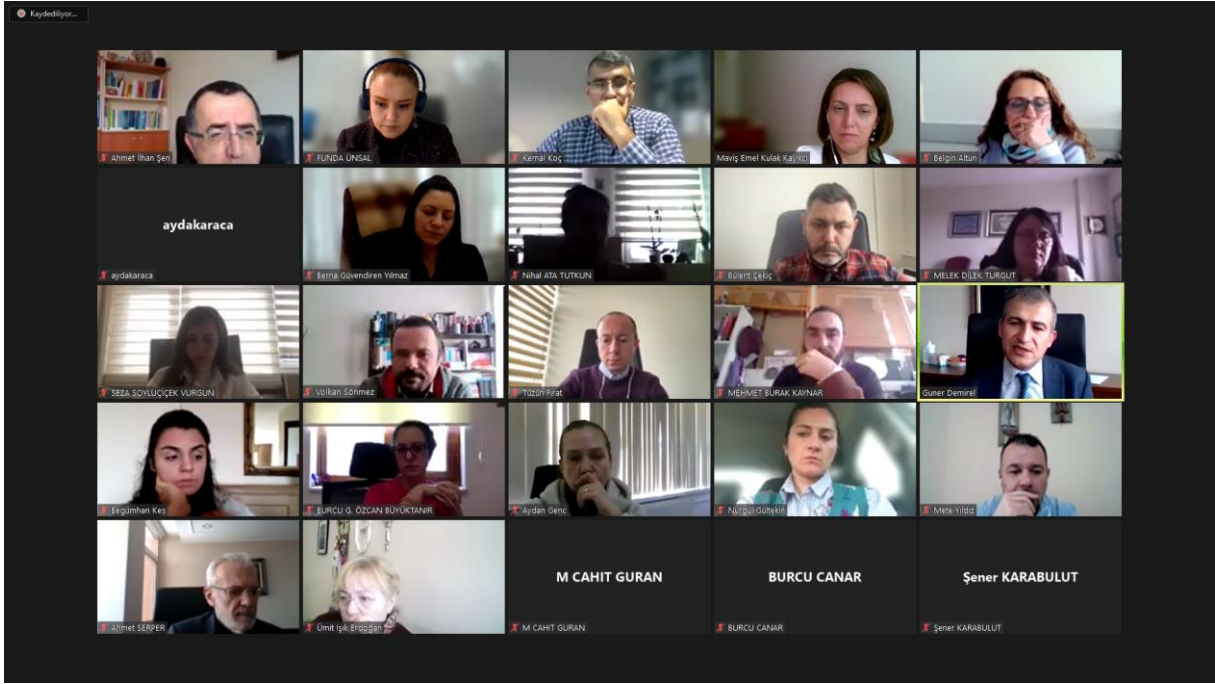 Kaydediliyor...
Ahmet İlhan Şen
FUNDA ÜNSAL
Kemal Koç
Maviş Emel Kulak Kayıkcı
Belgin Altun
aydakaraca
aydakaraca
Berna Güvendiren Yılmaz
Nihal ATA TUTKUN
Bülent Çekiç
MELEK DİLEK TURGUT
SEZA SOYLUÇİÇEK VURGUN
Volkan Sönmez
Tüzün Fırat
MEHMET BURAK KAYNAR
Guner Demirel
Begümhan Kes
BURCU G. ÖZCAN BÜYÜKTANIR
Aydan Genc
Nurgül Gültekin
Mete Yıldız
Ahmet SERPER
Ümit Işık Erdoğan
M CAHIT GURAN
M CAHIT GURAN
BURCU CANAR
BURCU CANAR
Şener KARABULUT
Şener KARABULUT